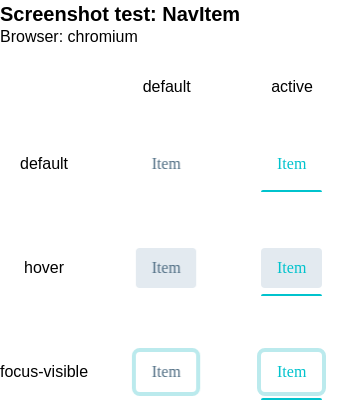 Screenshot test: NavItem
Browser: chromium
default active
default Item Item
hover Item Item
focus-visible Item Item